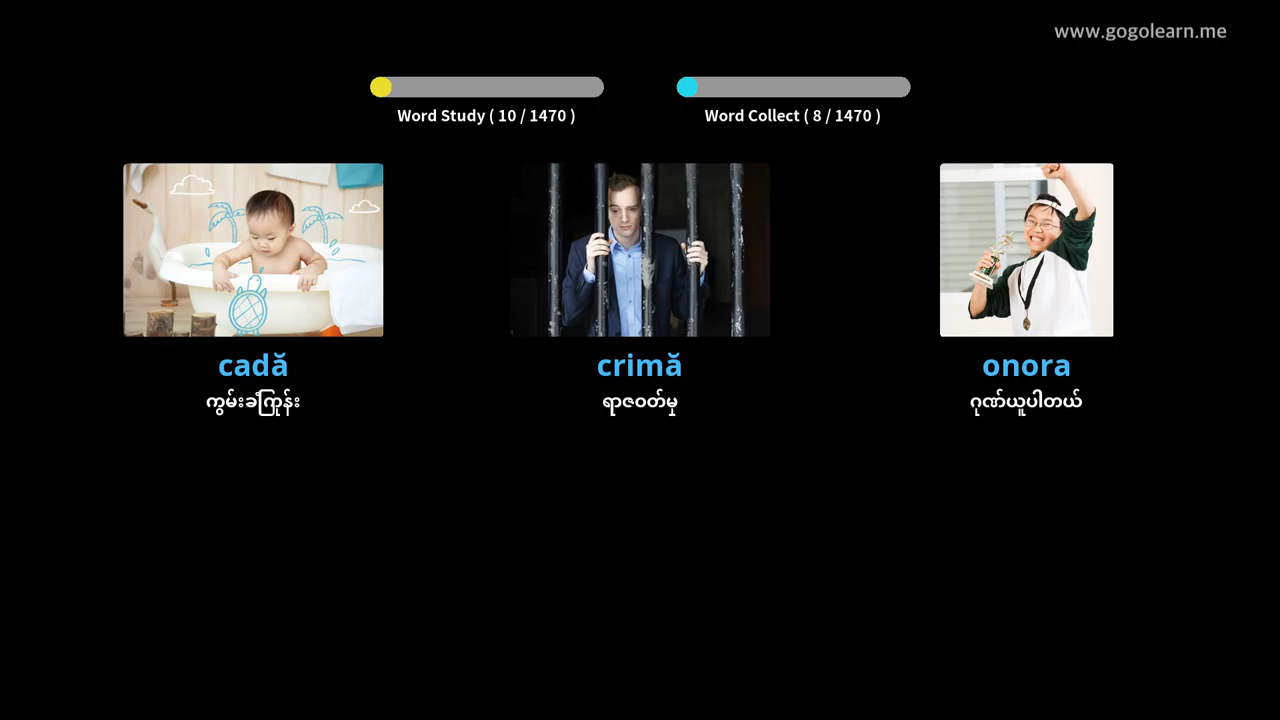 www.gogolearn.me
Word Study ( 10 / 1470 )
Word Collect ( 8 / 1470 )
cadă
crimă
onora
ကွမ်းခံကြုန်း
ရာဇဝတ်မှု
ဂုဏ်ယူပါတယ်